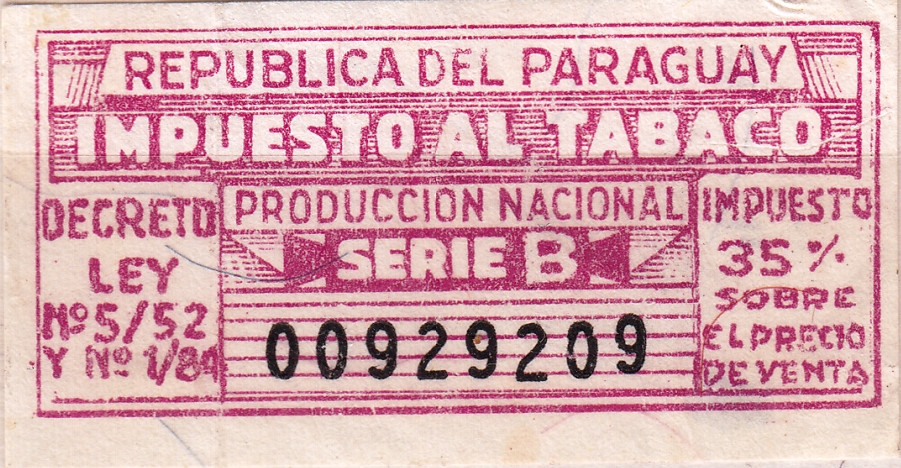 REPUBLICA DEL PARAGUAY
IMPUESTO AL TABACO
DECRETO
LEY
Nº 5/52
Y Nº 1/84
PRODUCCION NACIONAL
SERIE B
00929209
IMPUESTO
35%
SOBRE
EL PRECIO
DE VENTA